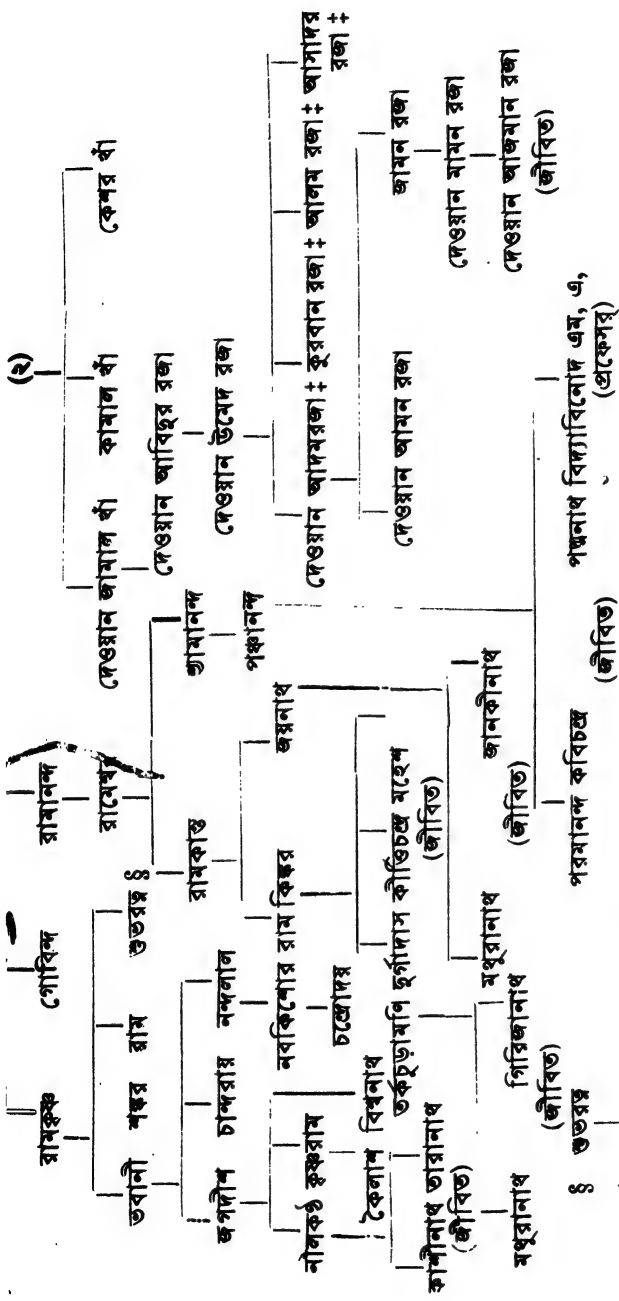 (২)
রামকৃষ্ণ গোবিন্দ রামানন্দ
রামেশ্বর
দেওয়ান জামাল খাঁ কামাল খাঁ কেশর খাঁ
ভবানী শঙ্কর রাম শুভরত্ন §
শ্যামানন্দ
দেওয়ান আবিদুর রজা
রামকান্ত
পঞ্চানন্দ
দেওয়ান উমেদ রজা
জগদীশ চান্দরায় নন্দলাল
জয়নাথ
দেওয়ান আদমরজা ‡ কুরবান রজা ‡ আলম রজা ‡ আসাদর
রজা ‡
নীলকণ্ঠ কৃষ্ণরাম
নবকিশোর রাম কিঙ্কর
দেওয়ান আমন রজা জামন রজা
চন্দ্রোদয়
কৈলাশ বিশ্বনাথ
তর্কচূড়ামণি দুর্গাদাস কীর্ত্তিচন্দ্র মহেশ
(জীবিত)
জানকীনাথ
(জীবিত)
দেওয়ান মামন রজা
কাশীনাথ তারানাথ
(জীবিত)
মথুরানাথ
দেওয়ান আজমান রজা
(জীবিত)
মথুরানাথ গিরিজানাথ
(জীবিত)
পরমানন্দ কবিচন্দ্র পদ্মনাথ বিদ্যাবিনোদ এম, এ,
(জীবিত) (প্রফেসর)
§ শুভরত্ন